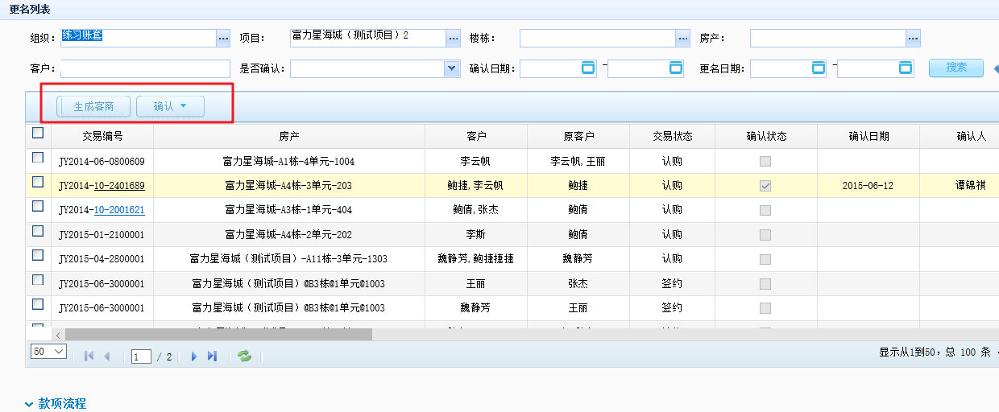 更名列表
组织: 练习账套 … 项目: 富力星海城（测试项目）2 … 楼栋: … 房产: …
客户: 是否确认: 确认日期: - 更名日期: - 搜索
生成客商 确认
交易编号 房产 客户 原客户 交易状态 确认状态 确认日期 确认人
JY2014-06-0800609 富力星海城-A1栋-4单元-1004 李云帆 李云帆,王丽 认购
JY2014-10-2401689 富力星海城-A4栋-3单元-203 鲍捷,李云帆 鲍捷 认购 2015-06-12 谭锦祺
JY2014-10-2001621 富力星海城-A3栋-1单元-404 鲍倩,张杰 鲍倩 认购
JY2015-01-2100001 富力星海城-A4栋-2单元-202 李斯 鲍倩 认购
JY2015-04-2800001 富力星海城（测试项目）-A11栋-3单元-1303 魏静芳,鲍捷捷捷 魏静芳 认购
JY2015-06-3000001 富力星海城（测试项目）@B3栋@1单元@1003 王丽 张杰 签约
JY2015-06-3000001 富力星海城（测试项目）@B3栋@1单元@1003 魏静芳 王丽 签约
50 1 / 2 显示从1到50，总 100 条
款项流程